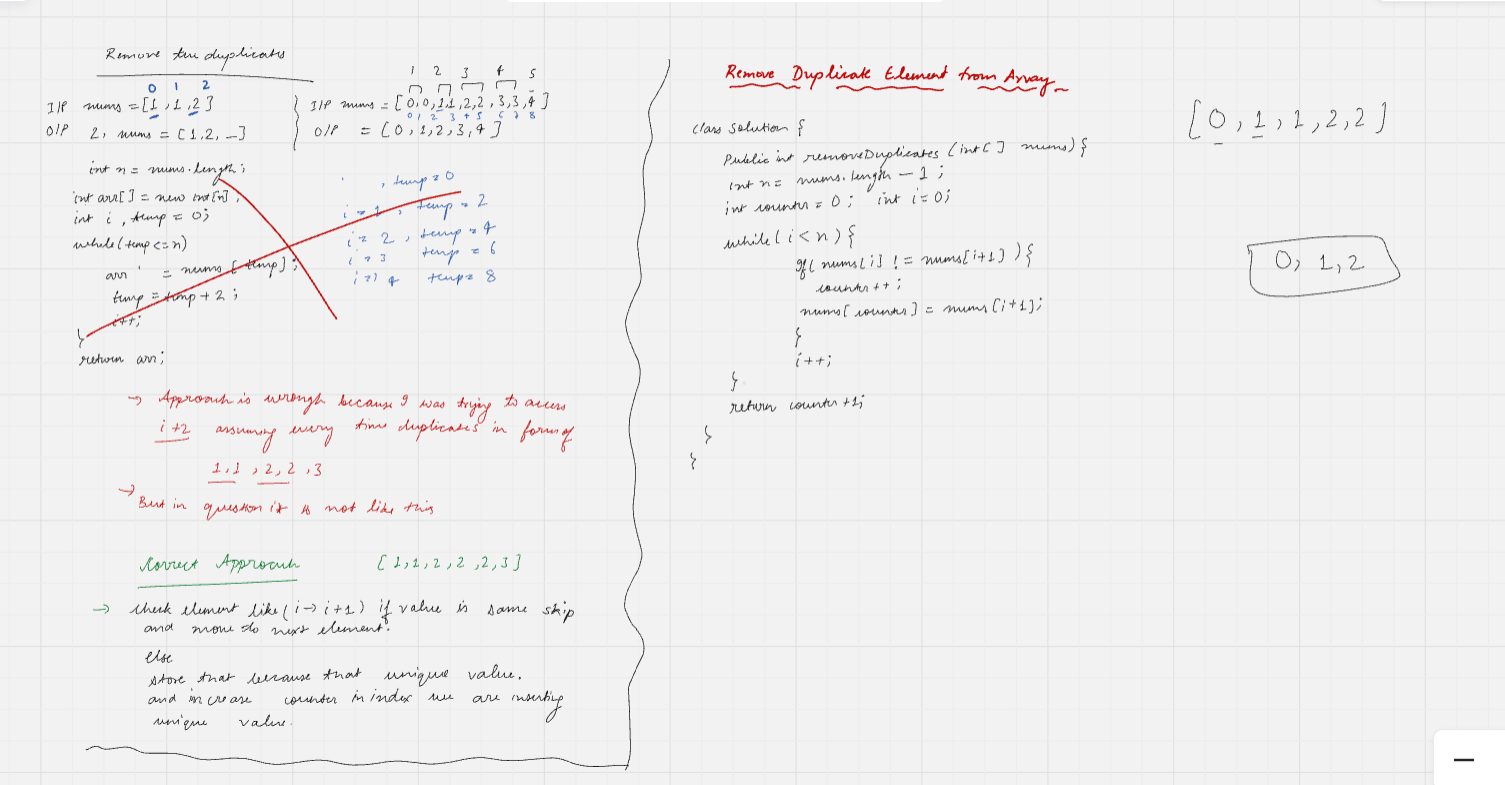 Remove the duplicates
0 1 2
I/P nums = [1,1,2]
O/P 2, nums = [1,2,_]
1 2 3 4 5
I/P nums = [0,0,1,1,2,2,3,3,4]
0 1 2 3 4 5 6 7 8
O/P = [0,1,2,3,4]
int n = nums.length;
int arr[] = new int[n];
int i, temp = 0;
while(temp <= n)
arr = nums[temp];
temp = temp + 2;
i++;
}
return arr;
, temp = 0
i = 1, temp = 2
i = 2, temp = 4
i = 3 temp = 6
i = 4 temp = 8
→ Approach is wrongh because I was trying to access
i+2 assuming every time duplicates in form of
1,1,2,2,3
→ But in question it is not like this
Correct Approach [1,1,2,2,2,3]
→ check element like (i → i+1) if value is same skip
and move to next element.
else
store that because that unique value.
and increase counter in index we are inserting
unique value.
Remove Duplicate Element from Array
class Solution {
Public int removeDuplicates (int[] nums) {
int n = nums.length - 1;
int counter = 0; int i=0;
while(i<n) {
If( nums[i] != nums[i+1] ) {
counter++;
nums[counter] = nums[i+1];
}
i++;
}
return counter +1;
}
}
[0,1,1,2,2]
0, 1,2